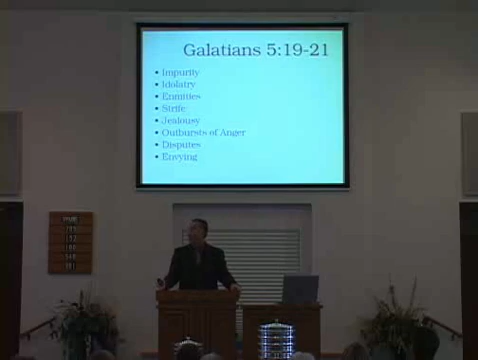 Galatians 5:19-21
• Impurity
• Idolatry
• Enmities
• Strife
• Jealousy
• Outbursts of Anger
• Disputes
• Envying